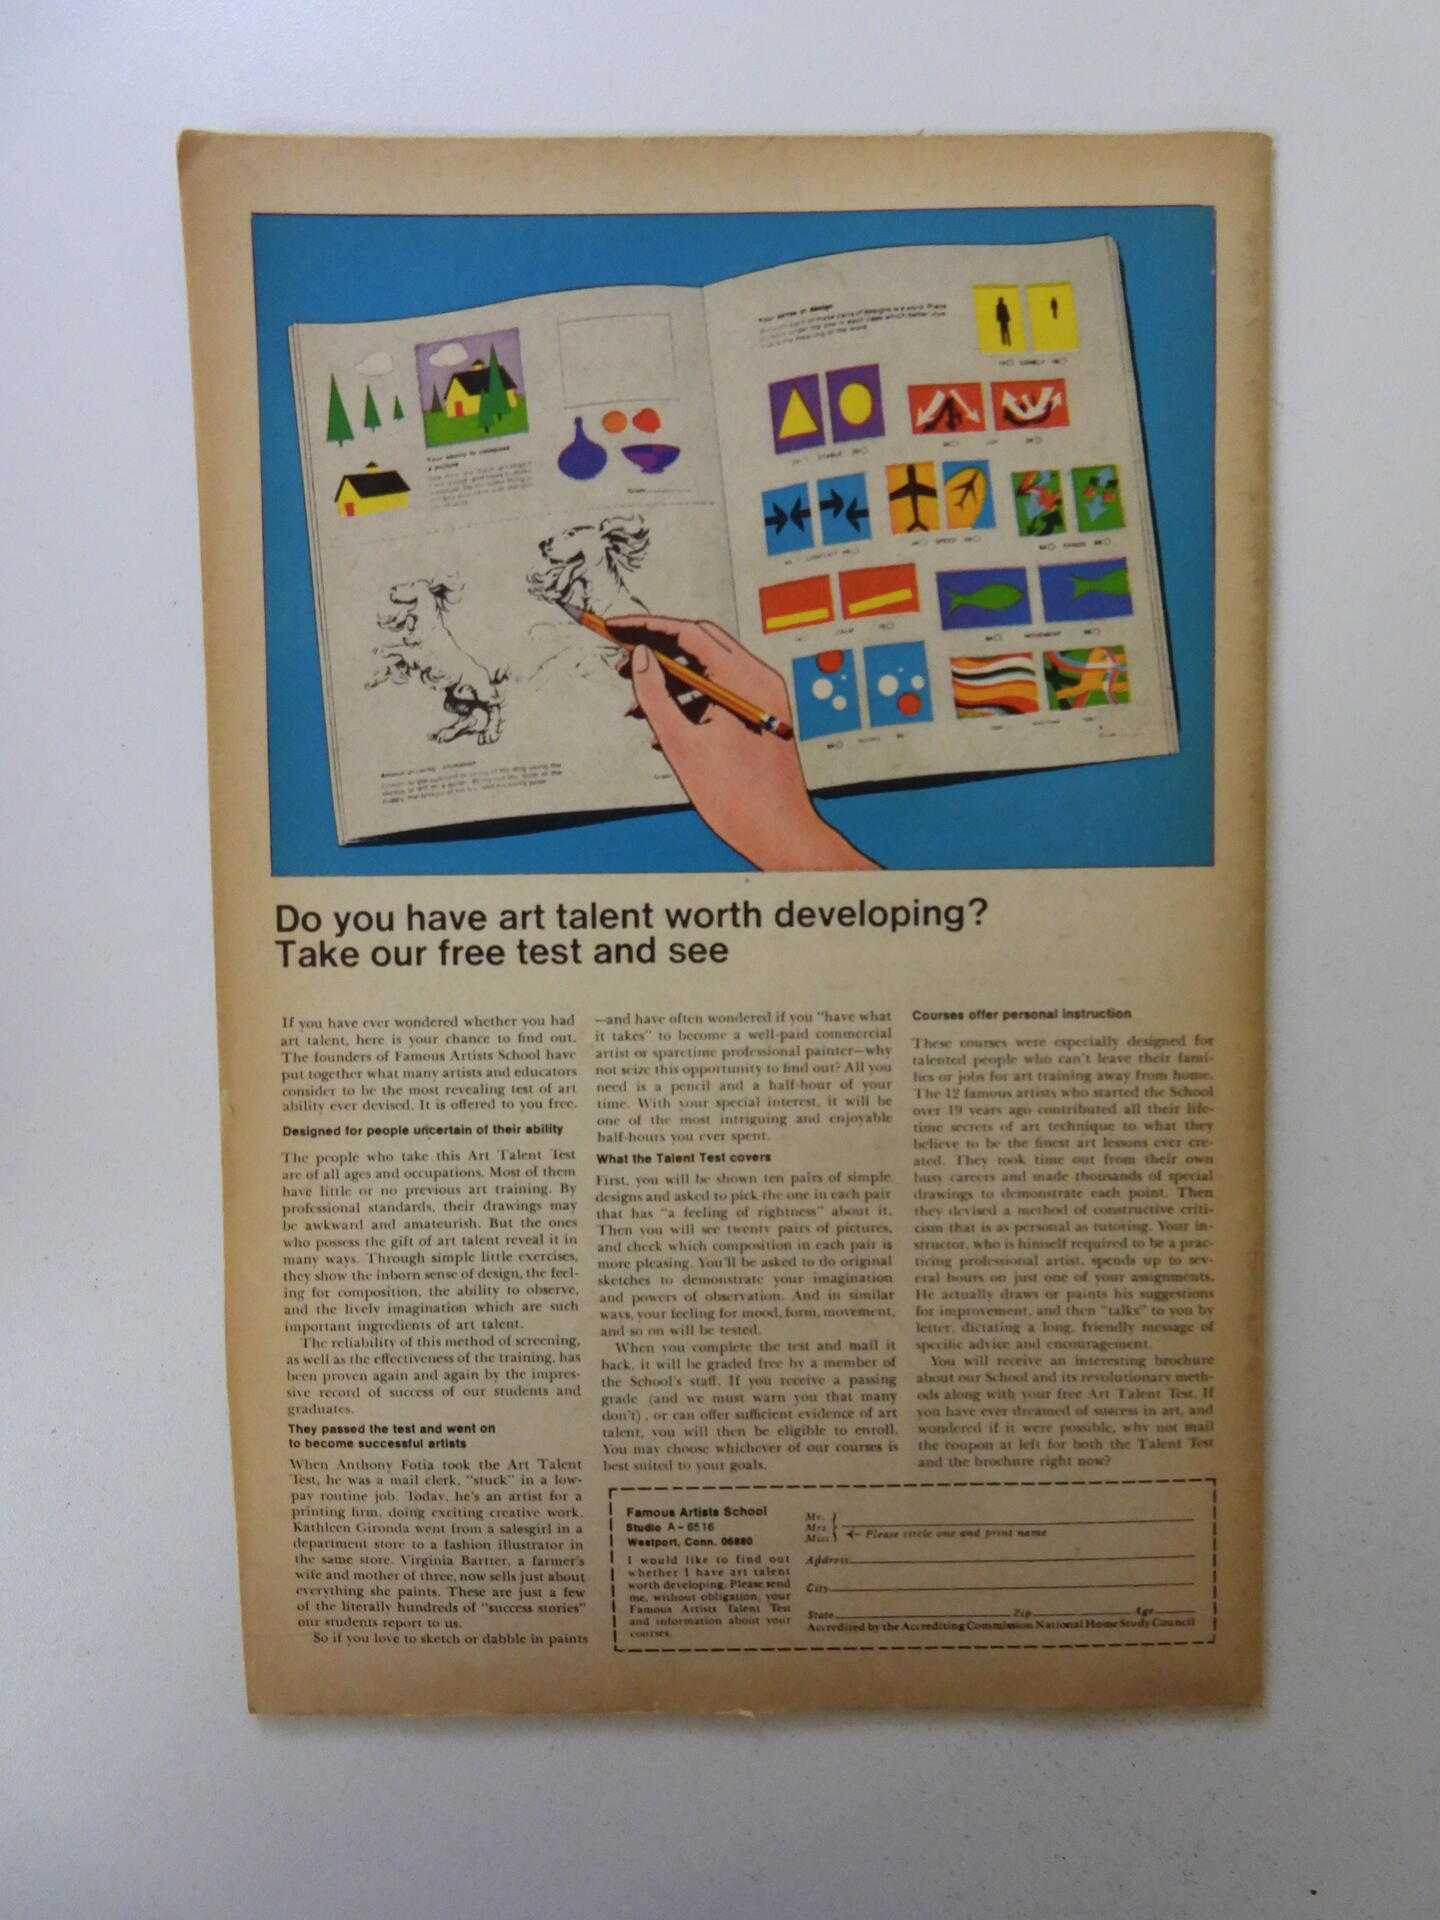 Your sense of design
LONELY
STABLE
JOY
CONFLICT
SPEED
CHAOS
CALM
MOVEMENT
Your ability to compose
a picture
Do you have art talent worth developing?
Take our free test and see
If you have ever wondered whether you had
art talent, here is your chance to find out.
The founders of Famous Artists School have
put together what many artists and educators
consider to be the most revealing test of art
ability ever devised. It is offered to you free.
Designed for people uncertain of their ability
The people who take this Art Talent Test
are of all ages and occupations. Most of them
have little or no previous art training. By
professional standards, their drawings may
be awkward and amateurish. But the ones
who possess the gift of art talent reveal it in
many ways. Through simple little exercises,
they show the inborn sense of design, the feel-
ing for composition, the ability to observe,
and the lively imagination which are such
important ingredients of art talent.
The reliability of this method of screening,
as well as the effectiveness of the training, has
been proven again and again by the impres-
sive record of success of our students and
graduates.
They passed the test and went on
to become successful artists
When Anthony Fotia took the Art Talent
Test, he was a mail clerk, "stuck" in a low-
pay routine job. Today, he's an artist for a
printing firm, doing exciting creative work.
Kathleen Gironda went from a salesgirl in a
department store to a fashion illustrator in
the same store. Virginia Bartter, a farmer's
wife and mother of three, now sells just about
everything she paints. These are just a few
of the literally hundreds of "success stories"
our students report to us.
So if you love to sketch or dabble in paints
—and have often wondered if you "have what
it takes" to become a well-paid commercial
artist or sparetime professional painter—why
not seize this opportunity to find out? All you
need is a pencil and a half-hour of your
time. With your special interest, it will be
one of the most intriguing and enjoyable
half-hours you ever spent.
What the Talent Test covers
First, you will be shown ten pairs of simple
designs and asked to pick the one in each pair
that has "a feeling of rightness" about it.
Then you will see twenty pairs of pictures,
and check which composition in each pair is
more pleasing. You'll be asked to do original
sketches to demonstrate your imagination
and powers of observation. And in similar
ways, your feeling for mood, form, movement,
and so on will be tested.
When you complete the test and mail it
back, it will be graded free by a member of
the School's staff. If you receive a passing
grade (and we must warn you that many
don't), or can offer sufficient evidence of art
talent, you will then be eligible to enroll.
You may choose whichever of our courses is
best suited to your goals.
Courses offer personal instruction
These courses were especially designed for
talented people who can't leave their fami-
lies or jobs for art training away from home.
The 12 famous artists who started the School
over 19 years ago contributed all their life-
time secrets of art technique to what they
believe to be the finest art lessons ever cre-
ated. They took time out from their own
busy careers and made thousands of special
drawings to demonstrate each point. Then
they devised a method of constructive criti-
cism that is as personal as tutoring. Your in-
structor, who is himself required to be a prac-
ticing professional artist, spends up to sev-
eral hours on just one of your assignments.
He actually draws or paints his suggestions
for improvement, and then "talks" to you by
letter, dictating a long, friendly message of
specific advice and encouragement.
You will receive an interesting brochure
about our School and its revolutionary meth-
ods along with your free Art Talent Test. If
you have ever dreamed of success in art, and
wondered if it were possible, why not mail
the coupon at left for both the Talent Test
and the brochure right now?
Famous Artists School
Studio A-6516
Westport, Conn. 06880
I would like to find out
whether I have art talent
worth developing. Please send
me, without obligation, your
Famous Artists Talent Test
and information about your
courses.
Mr.
Mrs.
Miss
Please circle one and print name
Address
City
State Zip Age
Accredited by the Accrediting Commission National Home Study Council